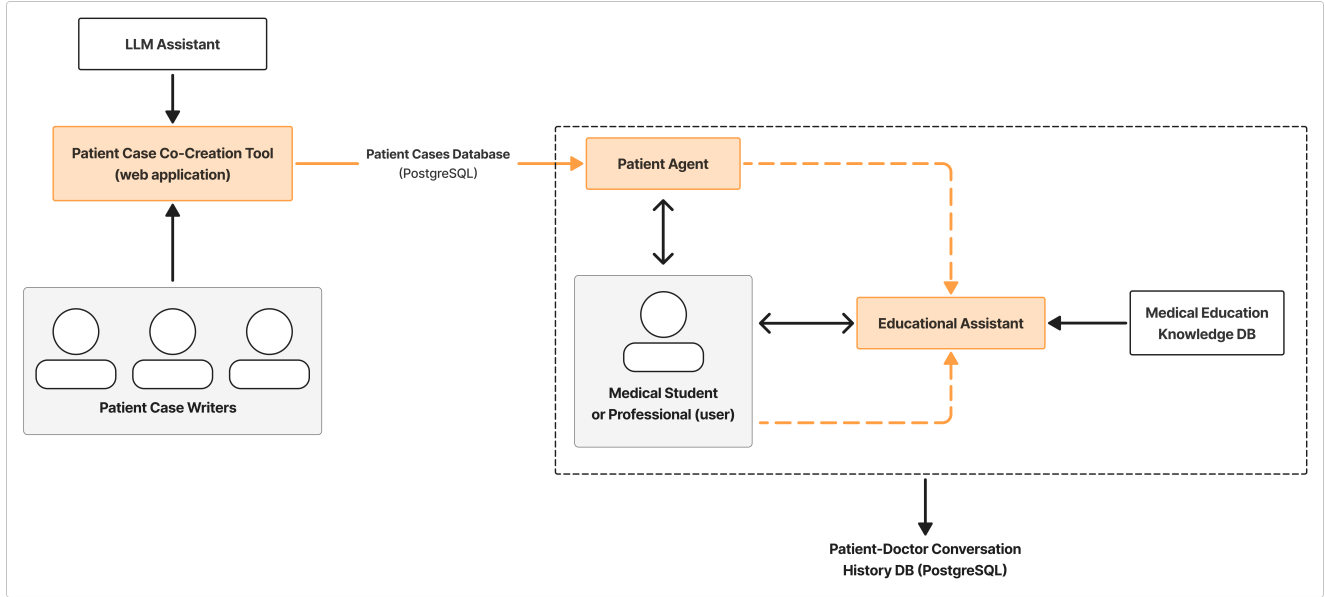 LLM Assistant
Patient Case Co-Creation Tool
(web application)
Patient Case Writers
Patient Cases Database
(PostgreSQL)
Patient Agent
Medical Student
or Professional (user)
Educational Assistant
Medical Education
Knowledge DB
Patient-Doctor Conversation
History DB (PostgreSQL)